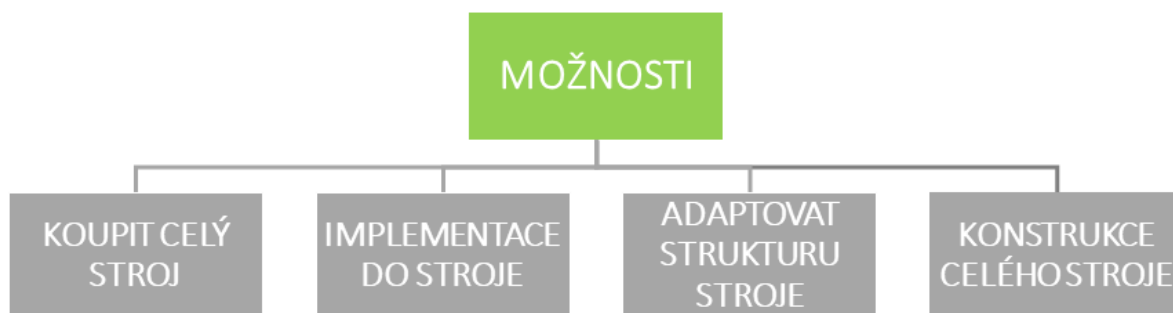 MOŽNOSTI
KOUPIT CELÝ
STROJ
IMPLEMENTACE
DO STROJE
ADAPTOVAT
STRUKTURU
STROJE
KONSTRUKCE
CELÉHO STROJE